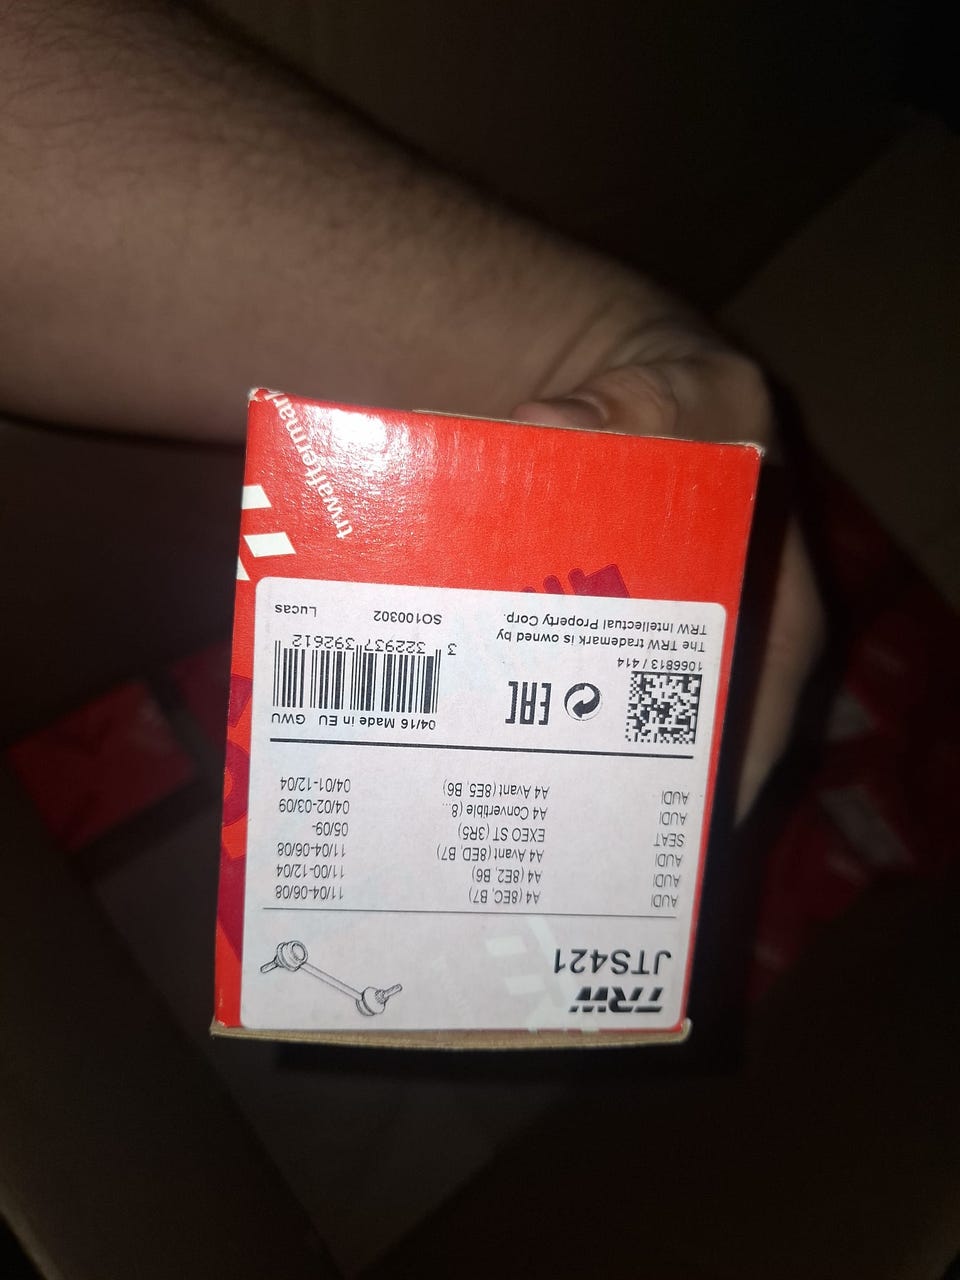 TRW
JTS421
AUDI A4 (8EC, B7) 11/04-06/08
AUDI A4 (8E2, B6) 11/00-12/04
AUDI A4 Avant (8ED, B7) 11/04-06/08
SEAT EXEO ST (3R5) 05/09-
AUDI A4 Convertible (8... 04/02-03/09
AUDI A4 Avant (8E5, B6) 04/01-12/04
04/16 Made in EU GWU
EAC
3 322937 392612
1066813 / 414
The TRW trademark is owned by
TRW Intellectual Property Corp.
SO100302 Lucas
trwaftermark